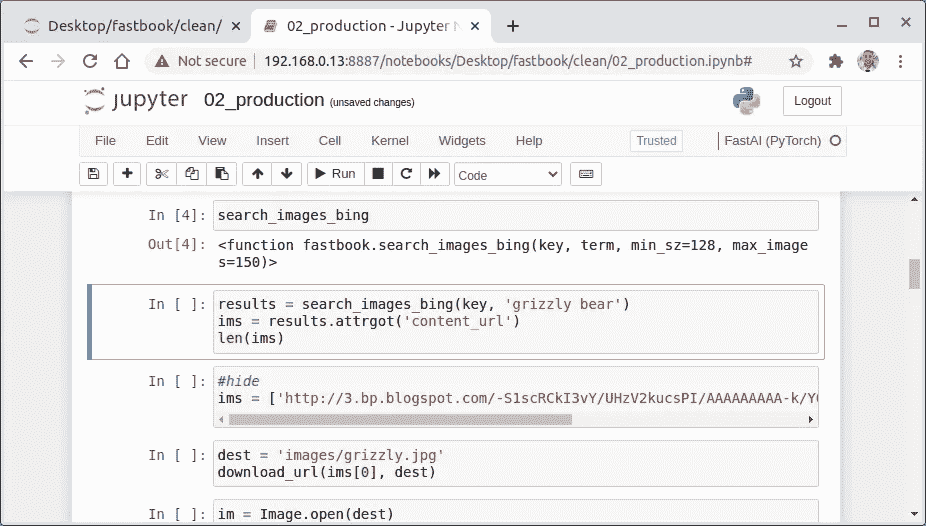 Desktop/fastbook/clean/
02_production - Jupyter N
Not secure 192.168.0.13:8887/notebooks/Desktop/fastbook/clean/02_production.ipynb#
jupyter 02_production (unsaved changes)
Logout
File Edit View Insert Cell Kernel Widgets Help Trusted FastAI (PyTorch)
Run Code
In [4]: search_images_bing
Out[4]: <function fastbook.search_images_bing(key, term, min_sz=128, max_image
s=150)>
In [ ]: results = search_images_bing(key, 'grizzly bear')
ims = results.attrgot('content_url')
len(ims)
In [ ]: #hide
ims = ['http://3.bp.blogspot.com/-S1scRCkI3vY/UHzV2kucsPI/AAAAAAAAA-k/Y
In [ ]: dest = 'images/grizzly.jpg'
download_url(ims[0], dest)
In [ ]: im = Image.open(dest)